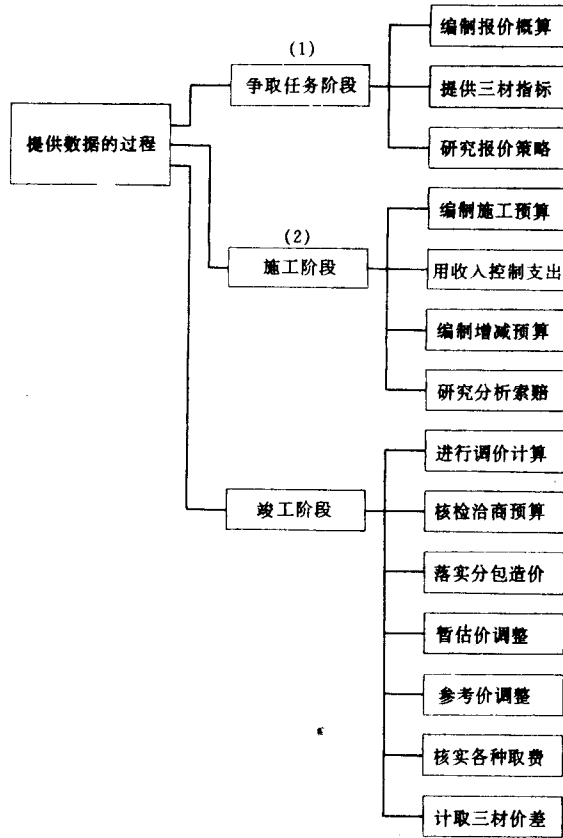 提供数据的过程
(1)
争取任务阶段
编制报价概算
提供三材指标
研究报价策略
(2)
施工阶段
编制施工预算
用收入控制支出
编制增减预算
研究分析索赔
竣工阶段
进行调价计算
核检洽商预算
落实分包造价
暂估价调整
参考价调整
核实各种取费
计取三材价差